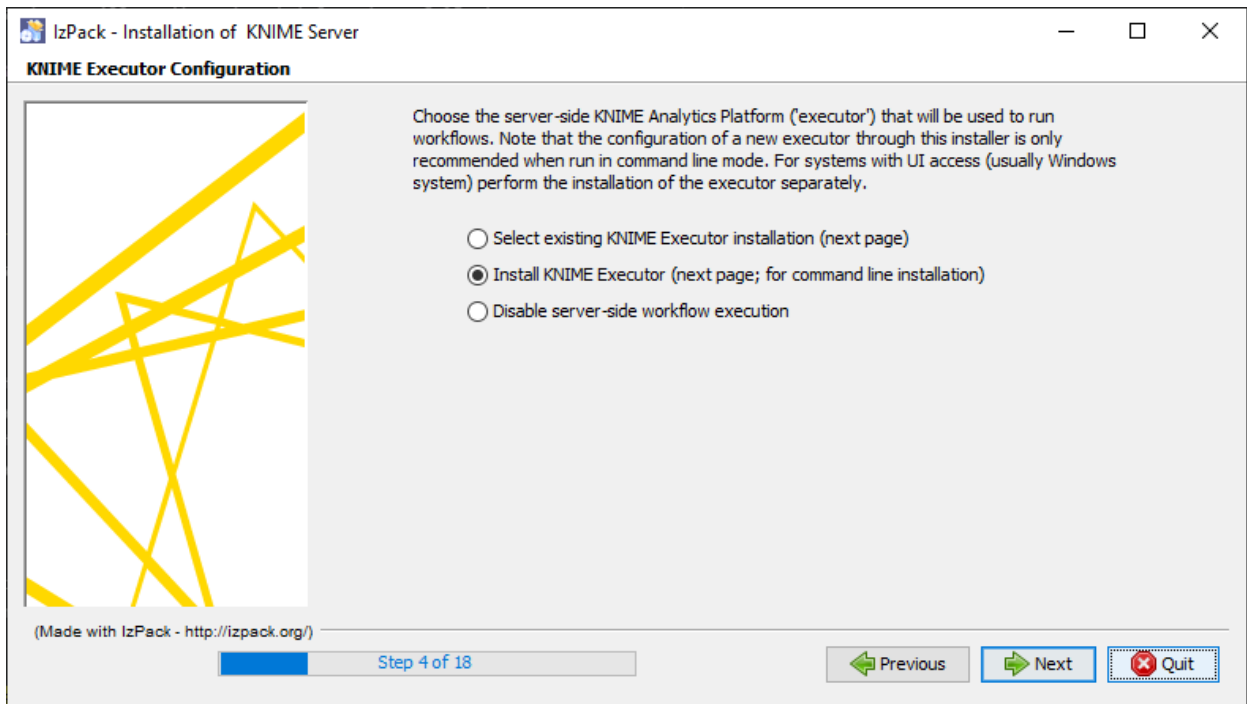 IzPack - Installation of  KNIME Server
KNIME Executor Configuration
Choose the server-side KNIME Analytics Platform ('executor') that will be used to run
workflows. Note that the configuration of a new executor through this installer is only
recommended when run in command line mode. For systems with UI access (usually Windows
system) perform the installation of the executor separately.
Select existing KNIME Executor installation (next page)
Install KNIME Executor (next page; for command line installation)
Disable server-side workflow execution
(Made with IzPack - http://izpack.org/)
Step 4 of 18
Previous
Next
Quit